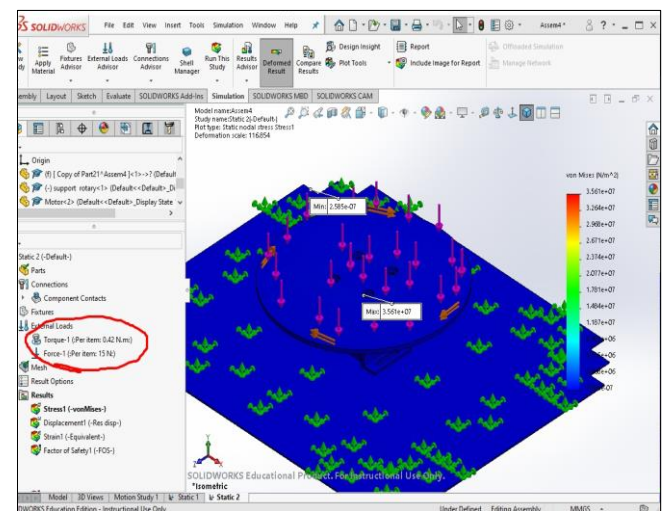 SOLIDWORKS File Edit View Insert Tools Simulation Window Help Assem4 *
Apply Material
Fixtures Advisor
External Loads Advisor
Connections Advisor
Shell Manager
Run This Study
Results Advisor
Deformed Result
Compare Results
Design Insight
Plot Tools
Report
Include Image for Report
Offloaded Simulation
Manage Network
Layout Sketch Evaluate SOLIDWORKS Add-Ins Simulation SOLIDWORKS MBD SOLIDWORKS CAM
Model name:Assem4
Study name:Static 2(-Default-)
Plot type: Static nodal stress Stress1
Deformation scale: 116.854
Origin
(f) [ Copy of Part21^Assem4 ]<1>->? (Default
(-) support rotary<1> (Default<<Default>_Di
Motor<2> (Default<<Default>_Display State
Static 2 (-Default-)
Parts
Connections
Component Contacts
Fixtures
External Loads
Torque-1 (:Per item: 0.42 N.m:)
Force-1 (:Per item: 15 N:)
Mesh
Result Options
Results
Stress1 (-vonMises-)
Displacement1 (-Res disp-)
Strain1 (-Equivalent-)
Factor of Safety1 (-FOS-)
Min: 2.585e-07
Max: 3.561e+07
von Mises (N/m^2)
3.561e+07
3.264e+07
2.968e+07
2.671e+07
2.374e+07
2.077e+07
1.781e+07
1.484e+07
1.187e+07
SOLIDWORKS Educational Product. For Instructional Use Only.
*Isometric
Model 3D Views Motion Study 1 Static 1 Static 2
SOLIDWORKS Education Edition - Instructional Use Only
Under Defined Editing Assembly MMGS